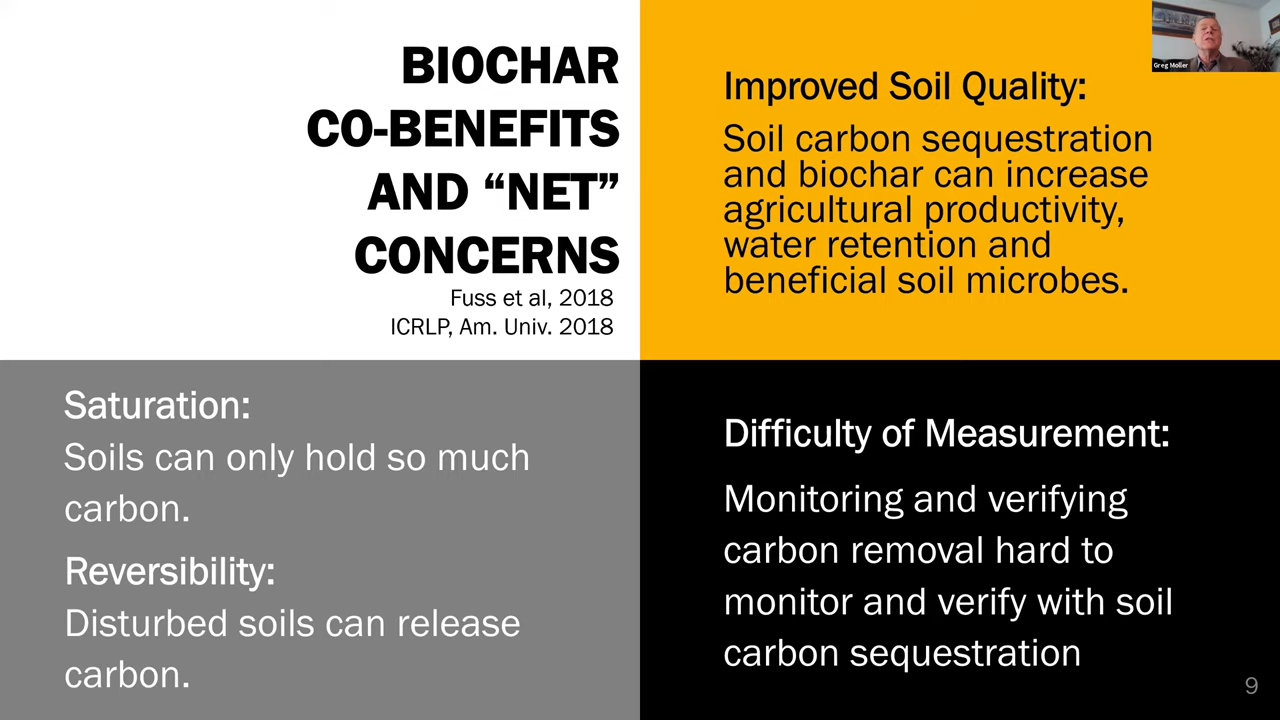 BIOCHAR
CO-BENEFITS
AND “NET”
CONCERNS
Fuss et al, 2018
ICRLP, Am. Univ. 2018
Improved Soil Quality:
Soil carbon sequestration
and biochar can increase
agricultural productivity,
water retention and
beneficial soil microbes.
Greg Moller
Saturation:
Soils can only hold so much
carbon.
Reversibility:
Disturbed soils can release
carbon.
Difficulty of Measurement:
Monitoring and verifying
carbon removal hard to
monitor and verify with soil
carbon sequestration
9